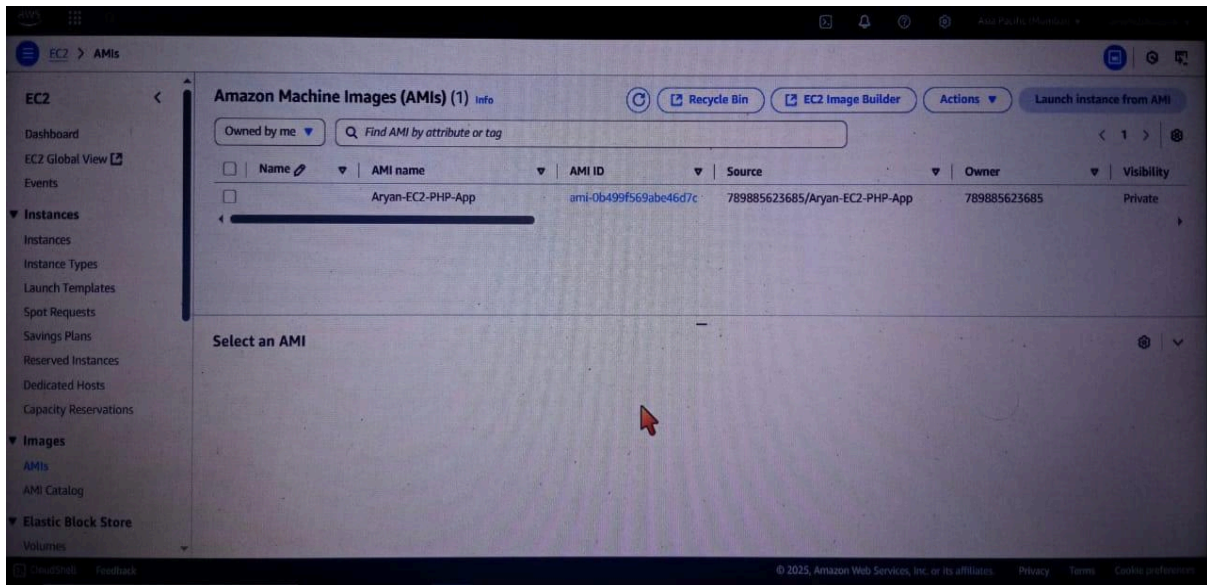 aws
Asia Pacific (Mumbai)
EC2 > AMIs
EC2
Dashboard
EC2 Global View
Events
Instances
Instances
Instance Types
Launch Templates
Spot Requests
Savings Plans
Reserved Instances
Dedicated Hosts
Capacity Reservations
Images
AMIs
AMI Catalog
Elastic Block Store
Volumes
Amazon Machine Images (AMIs) (1) Info
Recycle Bin
EC2 Image Builder
Actions
Launch instance from AMI
Owned by me
Find AMI by attribute or tag
1
Name AMI name AMI ID Source Owner Visibility
Aryan-EC2-PHP-App ami-0b499f569abe46d7c 789885623685/Aryan-EC2-PHP-App 789885623685 Private
Select an AMI
CloudShell Feedback
© 2025, Amazon Web Services, Inc. or its affiliates. Privacy Terms Cookie preferences